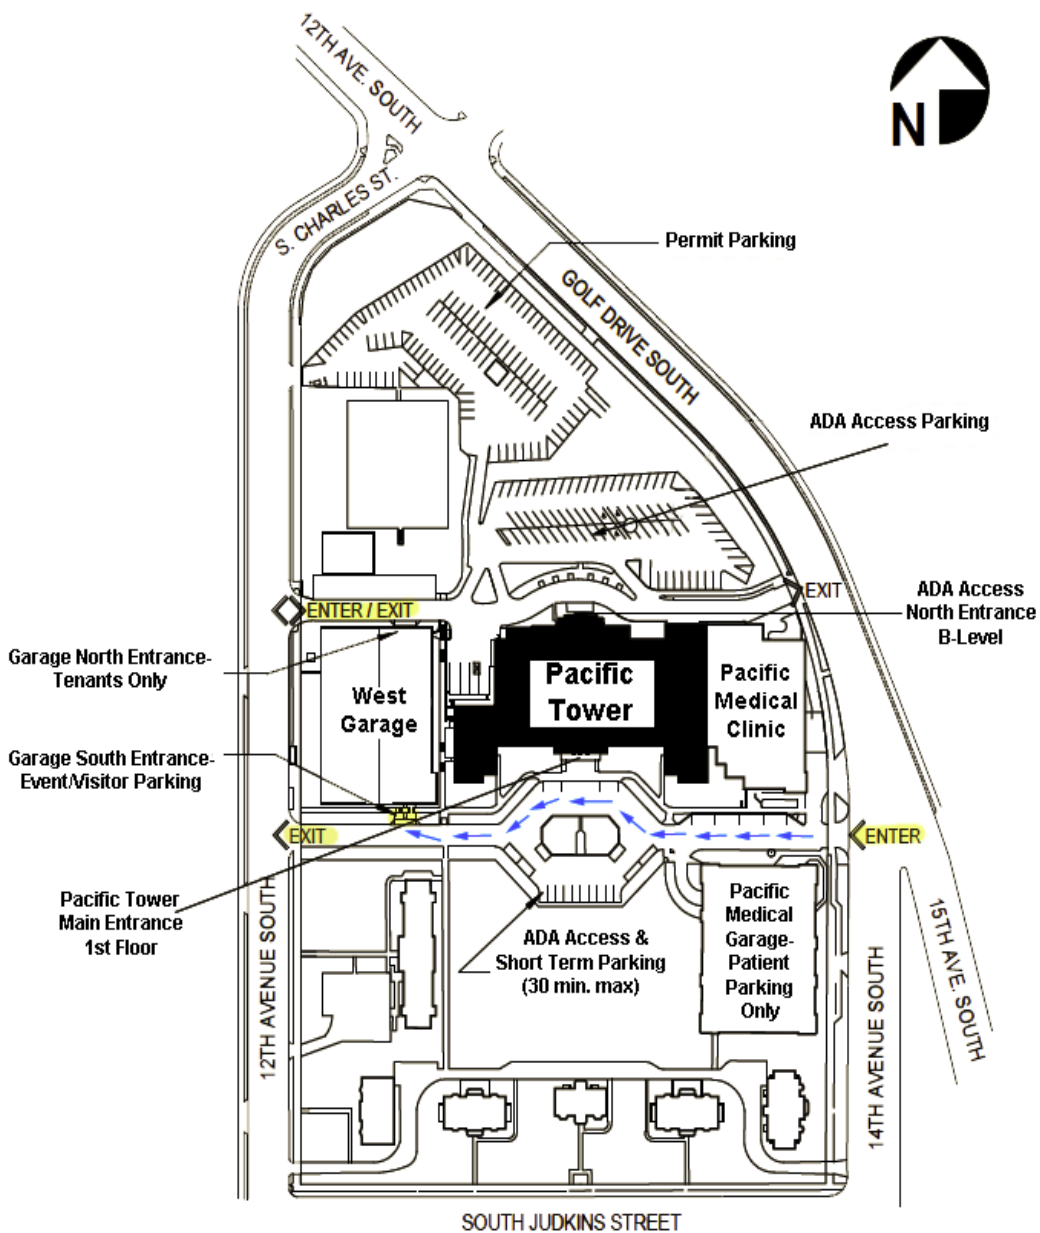 12TH AVE. SOUTH
N
S. CHARLES ST.
Permit Parking
GOLF DRIVE SOUTH
ADA Access Parking
EXIT
ADA Access
North Entrance
B-Level
ENTER / EXIT
Garage North Entrance-
Tenants Only
West
Garage
Pacific
Tower
Pacific
Medical
Clinic
Garage South Entrance-
Event/Visitor Parking
EXIT
ENTER
Pacific Tower
Main Entrance
1st Floor
12TH AVENUE SOUTH
ADA Access &
Short Term Parking
(30 min. max)
Pacific
Medical
Garage-
Patient
Parking
Only
14TH AVENUE SOUTH
15TH AVE. SOUTH
SOUTH JUDKINS STREET